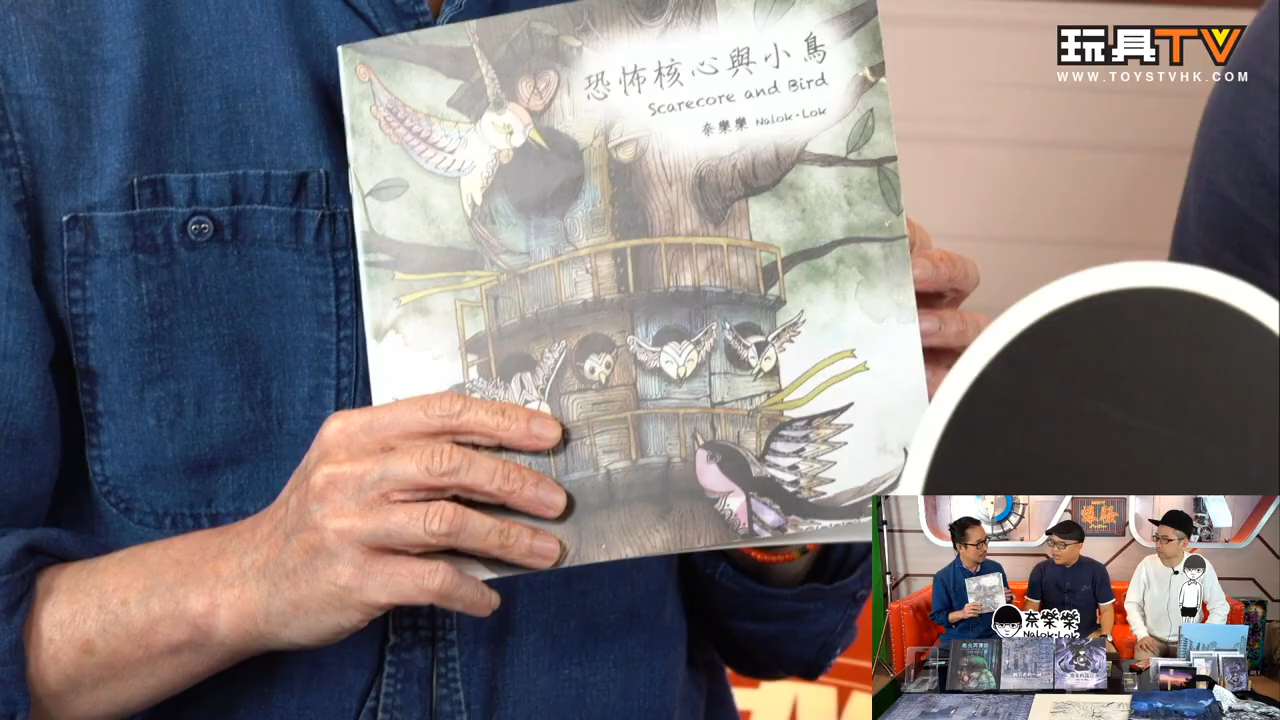 玩具TV
WWW.TOYSTVHK.COM
恐怖核心與小鳥
Scarecore and Bird
奈樂樂 Nalok·Lok
奈樂樂
Nalok·Lok